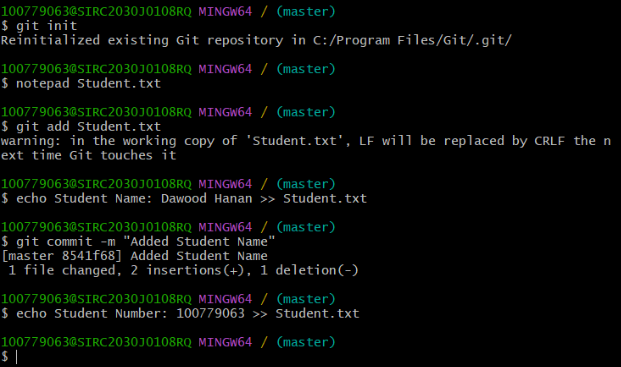 100779063@SIRC2030J0108RQ MINGW64 / (master)
$ git init
Reinitialized existing Git repository in C:/Program Files/Git/.git/
100779063@SIRC2030J0108RQ MINGW64 / (master)
$ notepad Student.txt
100779063@SIRC2030J0108RQ MINGW64 / (master)
$ git add Student.txt
warning: in the working copy of 'Student.txt', LF will be replaced by CRLF the n
ext time Git touches it
100779063@SIRC2030J0108RQ MINGW64 / (master)
$ echo Student Name: Dawood Hanan >> Student.txt
100779063@SIRC2030J0108RQ MINGW64 / (master)
$ git commit -m "Added Student Name"
[master 8541f68] Added Student Name
 1 file changed, 2 insertions(+), 1 deletion(-)
100779063@SIRC2030J0108RQ MINGW64 / (master)
$ echo Student Number: 100779063 >> Student.txt
100779063@SIRC2030J0108RQ MINGW64 / (master)
$